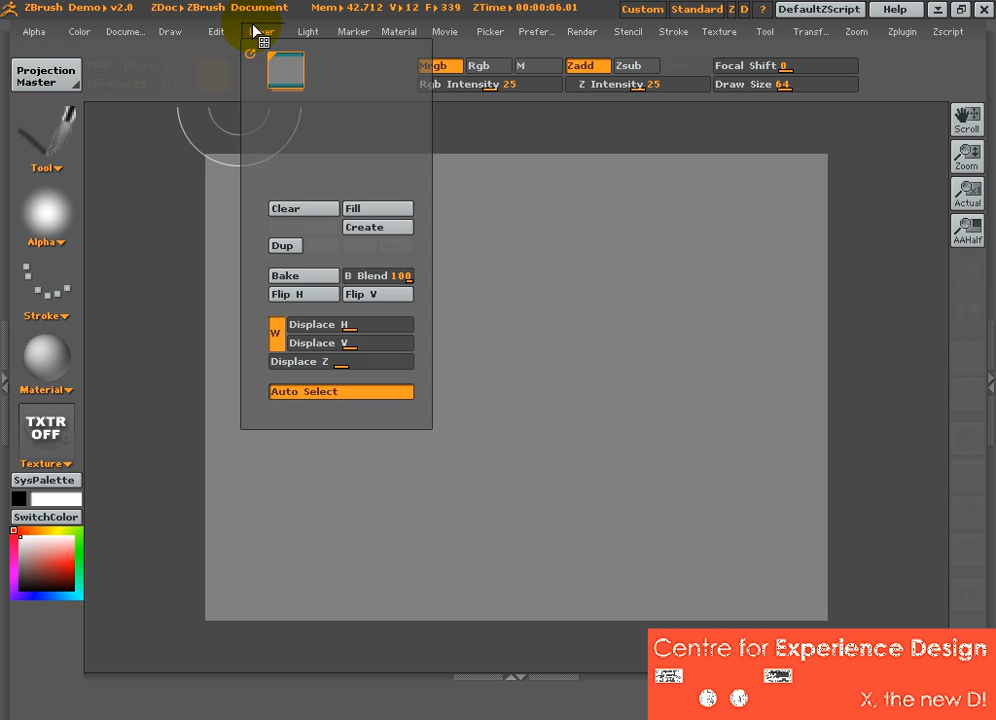 ZBrush Demo v2.0 ZDoc ZBrush Document Mem 42.712 V 12 F 339 ZTime 00:00:06.01 Custom Standard Z D ? DefaultZScript Help
Alpha Color Docume.. Draw Edit Layer Light Marker Material Movie Picker Prefer.. Render Stencil Stroke Texture Tool Transf.. Zoom Zplugin Zscript
Projection Master
Mrgb Rgb M Zadd Zsub Focal Shift 0
Rgb Intensity 25 Z Intensity 25 Draw Size 64
Tool
Alpha
Stroke
Material
TXTR OFF
Texture
SysPalette
SwitchColor
Clear Fill
Create
Dup
Bake B Blend 100
Flip H Flip V
W Displace H
Displace V
Displace Z
Auto Select
Scroll
Zoom
Actual
AAHalf
Centre for Experience Design
X, the new D!